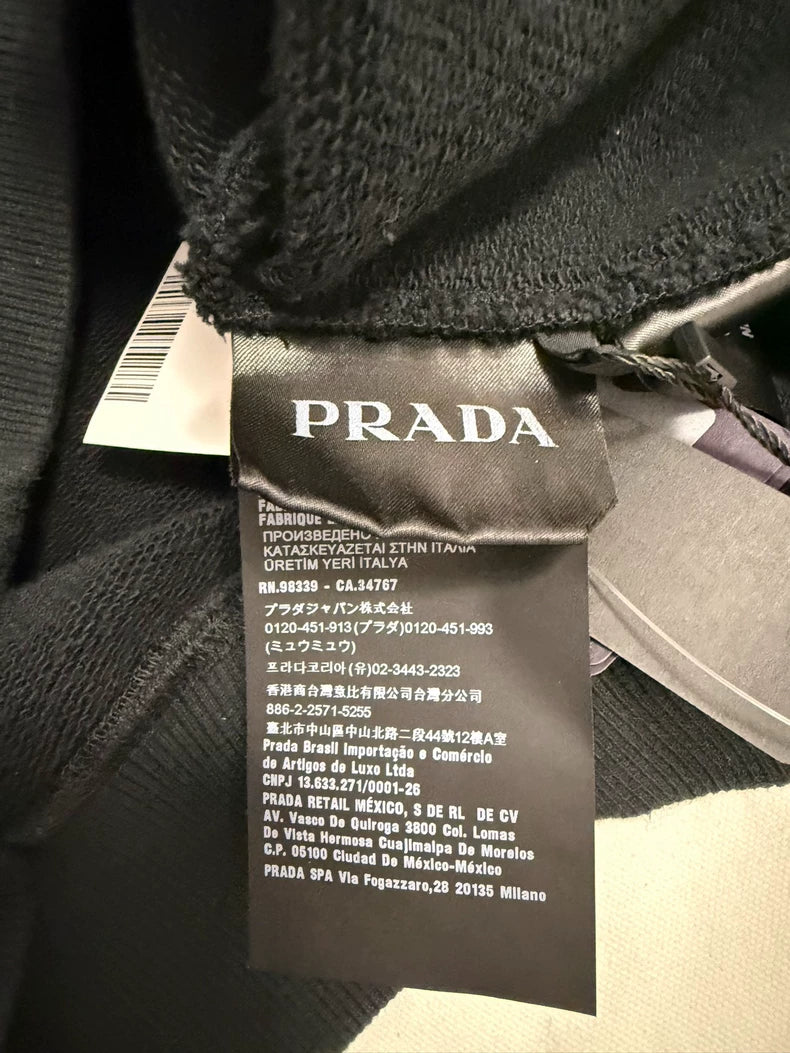 PRADA
FABRIQUE
ПРОИЗВЕДЕНО
ΚΑΤΑΣΚΕΥΑΖΕΤΑΙ ΣΤΗΝ ΙΤΑΛΙΑ
ÜRETİM YERİ İTALYA
RN.98339 - CA.34767
プラダジャパン株式会社
0120-451-913(プラダ)0120-451-993
(ミュウミュウ)
프라다코리아(유)02-3443-2323
香港商台灣意比有限公司台灣分公司
886-2-2571-5255
臺北市中山區中山北路二段44號12樓A室
Prada Brasil Importação e Comércio
de Artigos de Luxo Ltda
CNPJ 13.633.271/0001-26
PRADA RETAIL MÉXICO, S DE RL DE CV
AV. Vasco De Quiroga 3800 Col. Lomas
De Vista Hermosa Cuajimalpa De Morelos
C.P. 05100 Ciudad De México-México
PRADA SPA Via Fogazzaro,28 20135 Milano